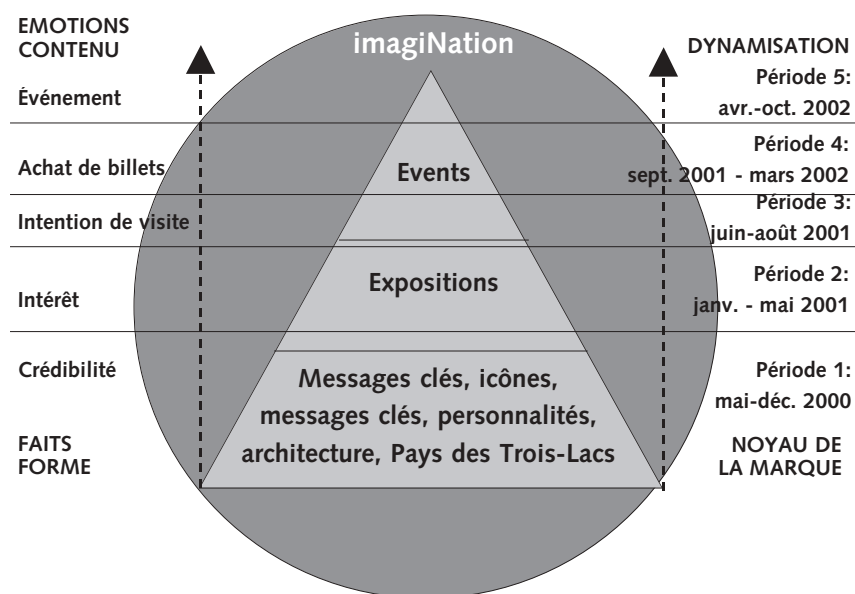 EMOTIONS
CONTENU
imagiNation
DYNAMISATION
Événement
Période 5:
avr.-oct. 2002
Achat de billets
Events
Période 4:
sept. 2001 - mars 2002
Intention de visite
Période 3:
juin-août 2001
Intérêt
Expositions
Période 2:
janv. - mai 2001
Crédibilité
Messages clés, icônes,
messages clés, personnalités,
architecture, Pays des Trois-Lacs
Période 1:
mai-déc. 2000
FAITS
FORME
NOYAU DE
LA MARQUE